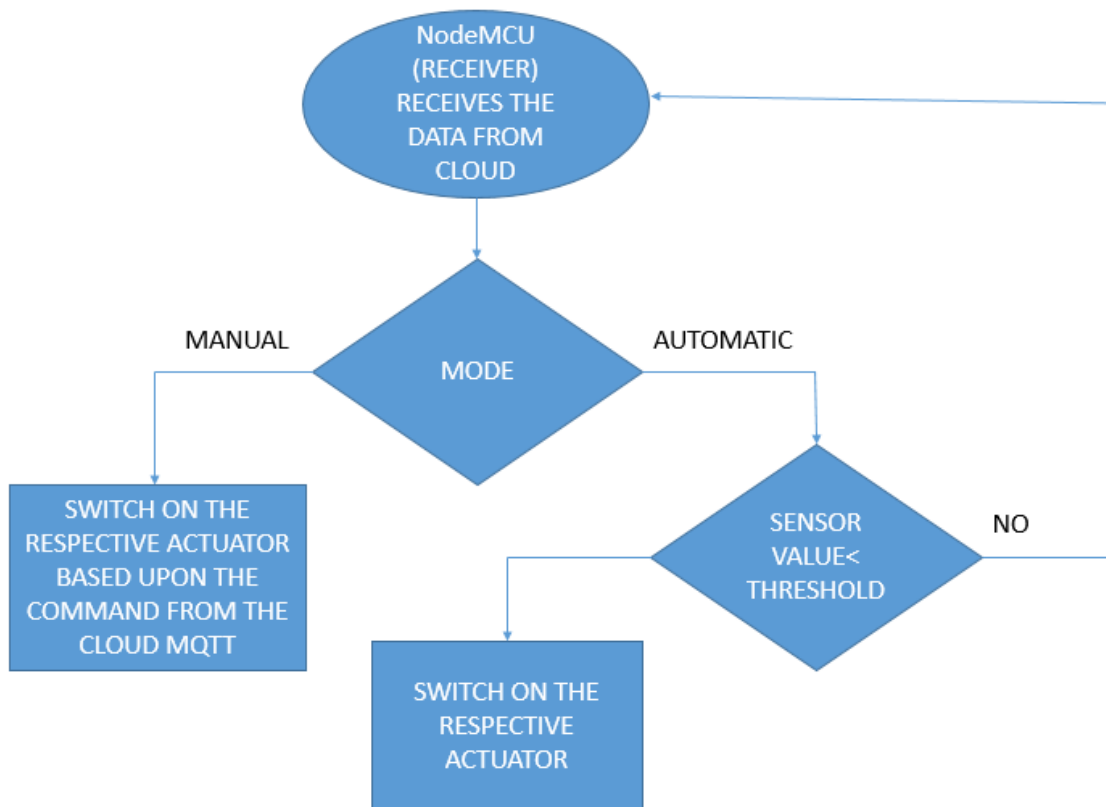 NodeMCU
(RECEIVER)
RECEIVES THE
DATA FROM
CLOUD
MANUAL
AUTOMATIC
MODE
SWITCH ON THE
RESPECTIVE ACTUATOR
BASED UPON THE
COMMAND FROM THE
CLOUD MQTT
SENSOR
VALUE<
THRESHOLD
NO
SWITCH ON THE
RESPECTIVE
ACTUATOR